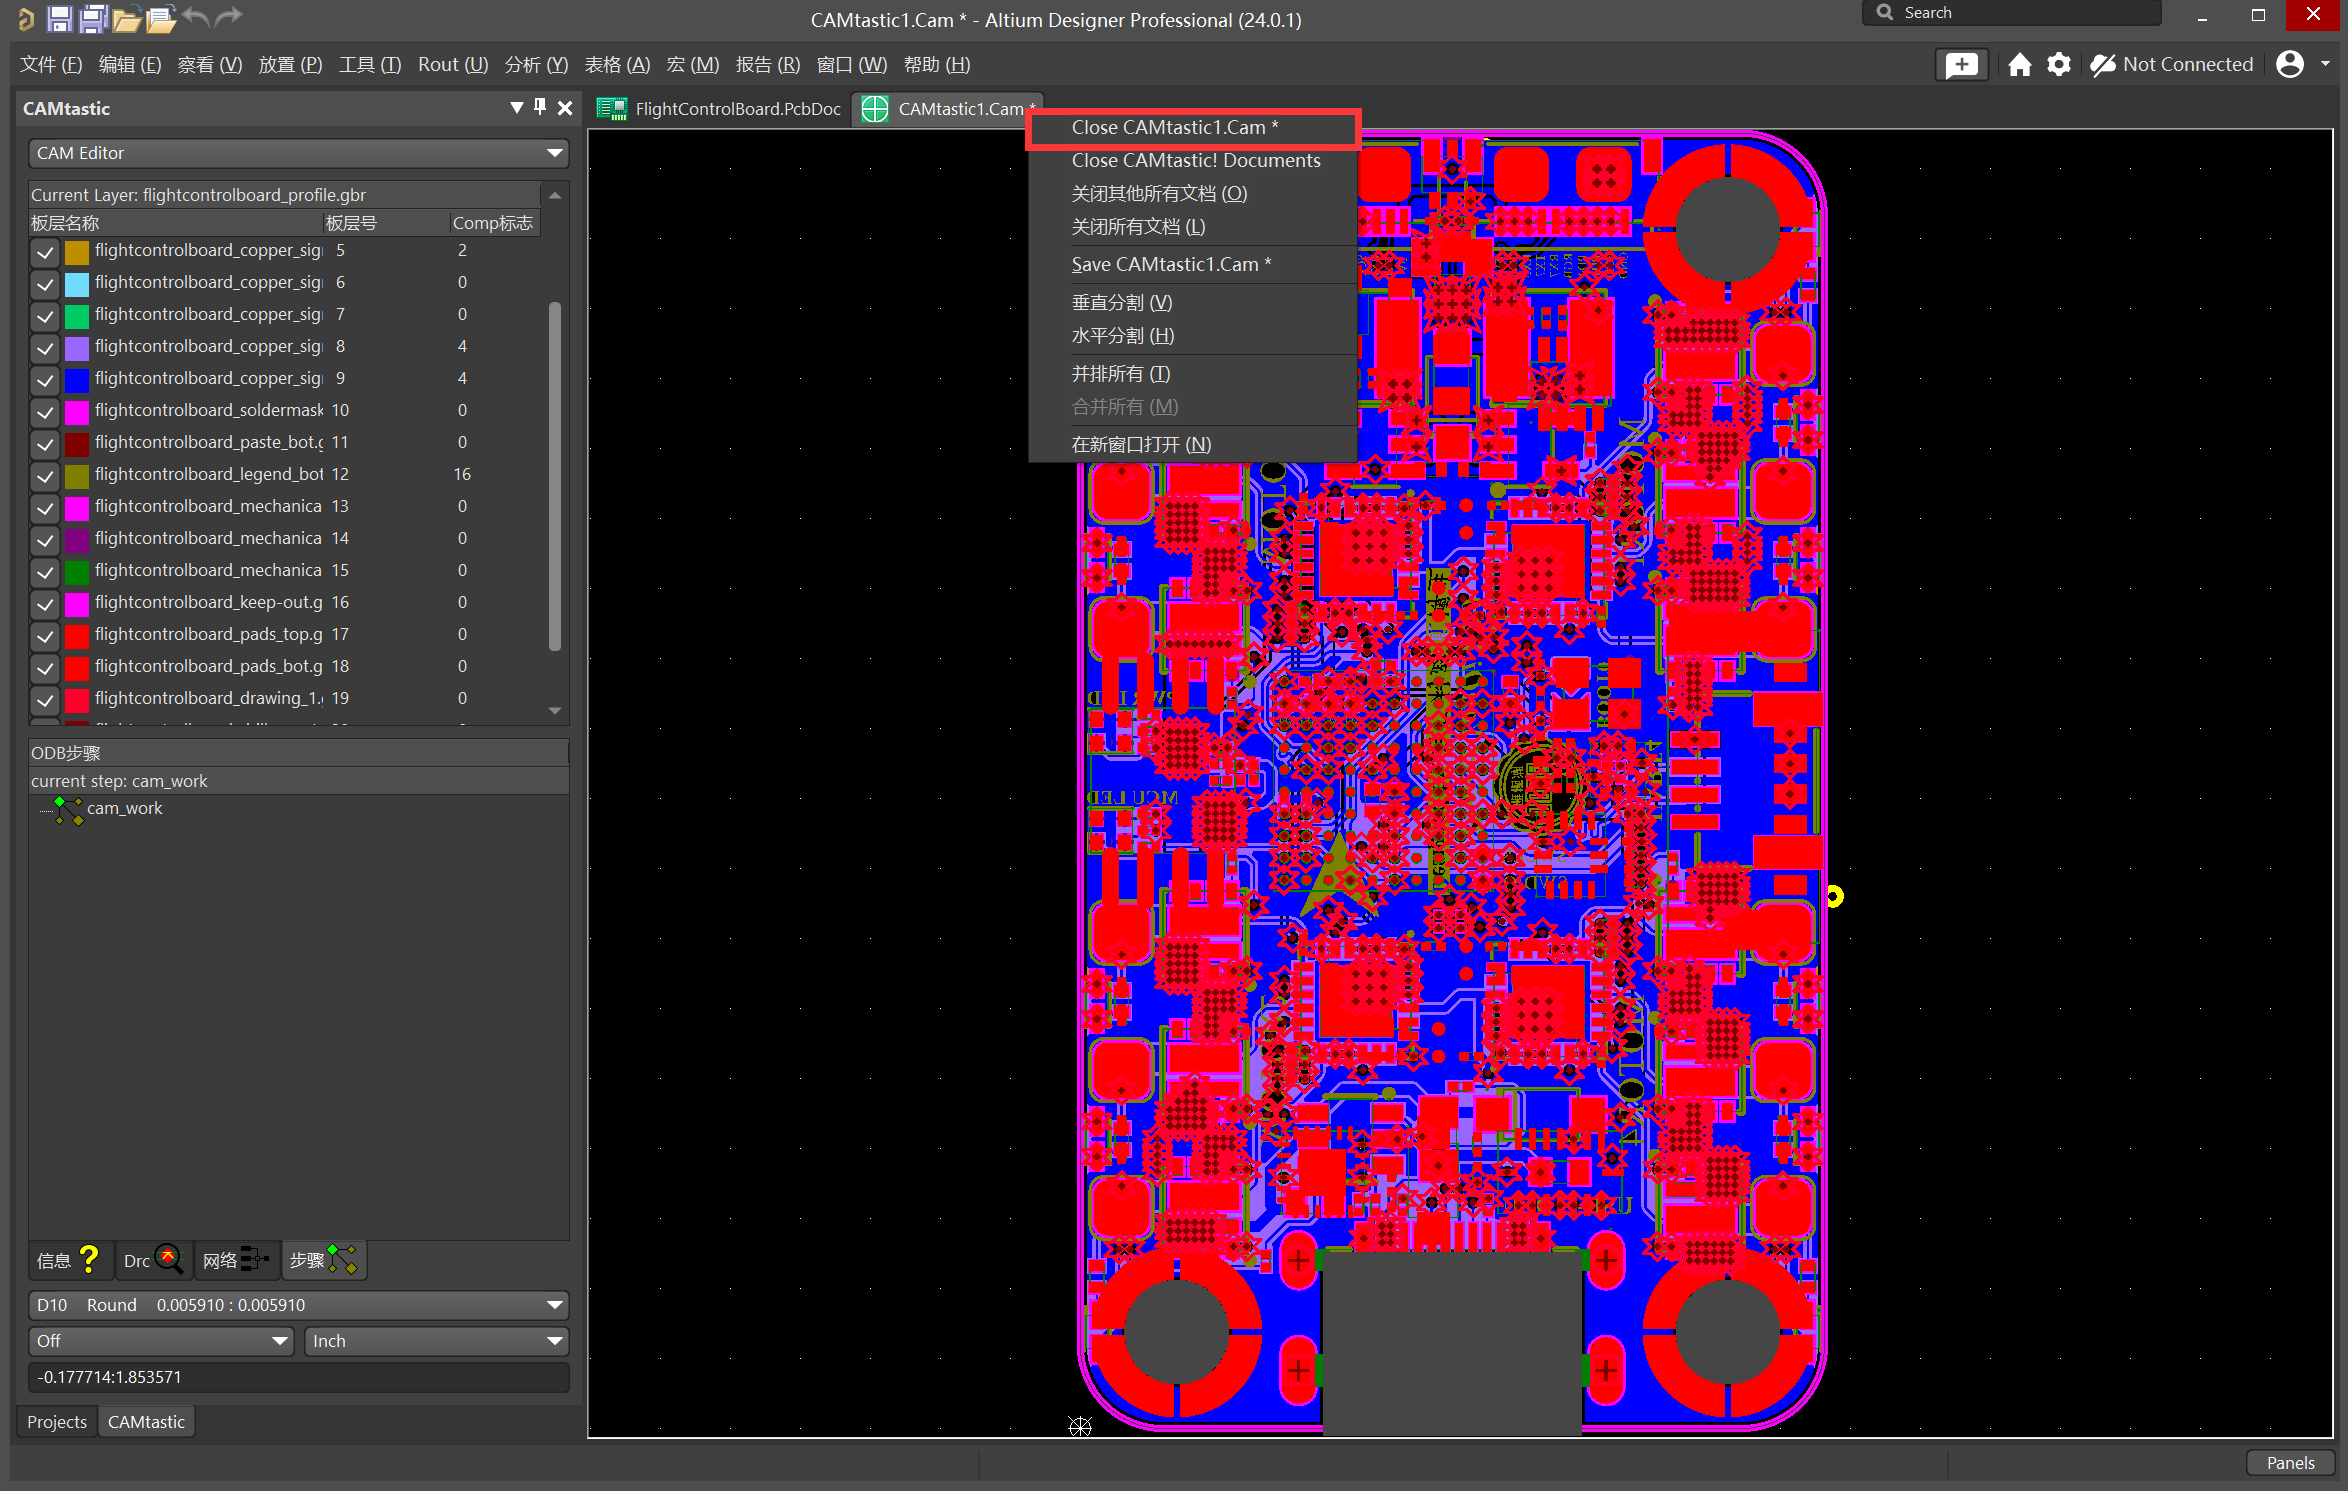 CAMtastic1.Cam * - Altium Designer Professional (24.0.1)
Search
文件 (F) 编辑 (E) 察看 (V) 放置 (P) 工具 (T) Rout (U) 分析 (Y) 表格 (A) 宏 (M) 报告 (R) 窗口 (W) 帮助 (H)
Not Connected
CAMtastic
FlightControlBoard.PcbDoc
CAMtastic1.Cam *
CAM Editor
Current Layer: flightcontrolboard_profile.gbr
板层名称 板层号 Comp标志
flightcontrolboard_copper_sig 5 2
flightcontrolboard_copper_sig 6 0
flightcontrolboard_copper_sig 7 0
flightcontrolboard_copper_sig 8 4
flightcontrolboard_copper_sig 9 4
flightcontrolboard_soldermask 10 0
flightcontrolboard_paste_bot.g 11 0
flightcontrolboard_legend_bot 12 16
flightcontrolboard_mechanica 13 0
flightcontrolboard_mechanica 14 0
flightcontrolboard_mechanica 15 0
flightcontrolboard_keep-out.g 16 0
flightcontrolboard_pads_top.g 17 0
flightcontrolboard_pads_bot.g 18 0
flightcontrolboard_drawing_1. 19 0
ODB步骤
current step: cam_work
cam_work
信息 Drc 网络 步骤
D10 Round 0.005910 : 0.005910
Off Inch
-0.177714:1.853571
Projects CAMtastic
Close CAMtastic1.Cam *
Close CAMtastic! Documents
关闭其他所有文档 (O)
关闭所有文档 (L)
Save CAMtastic1.Cam *
垂直分割 (V)
水平分割 (H)
并排所有 (T)
合并所有 (M)
在新窗口打开 (N)
MCU LED
Panels